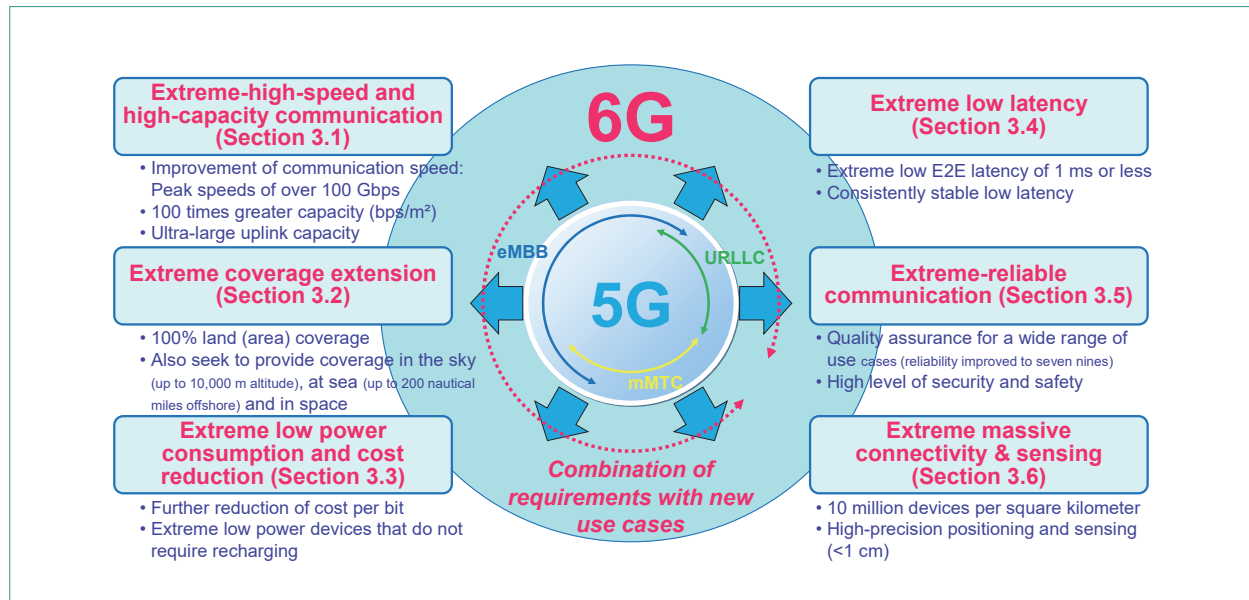 Extreme-high-speed and
high-capacity communication
(Section 3.1)
• Improvement of communication speed:
Peak speeds of over 100 Gbps
• 100 times greater capacity (bps/m²)
• Ultra-large uplink capacity
Extreme coverage extension
(Section 3.2)
• 100% land (area) coverage
• Also seek to provide coverage in the sky
(up to 10,000 m altitude), at sea (up to 200 nautical
miles offshore) and in space
Extreme low power
consumption and cost
reduction (Section 3.3)
• Further reduction of cost per bit
• Extreme low power devices that do not
require recharging
6G
eMBB
URLLC
5G
mMTC
Combination of
requirements with new
use cases
Extreme low latency
(Section 3.4)
• Extreme low E2E latency of 1 ms or less
• Consistently stable low latency
Extreme-reliable
communication (Section 3.5)
• Quality assurance for a wide range of
use cases (reliability improved to seven nines)
• High level of security and safety
Extreme massive
connectivity & sensing
(Section 3.6)
• 10 million devices per square kilometer
• High-precision positioning and sensing
(<1 cm)